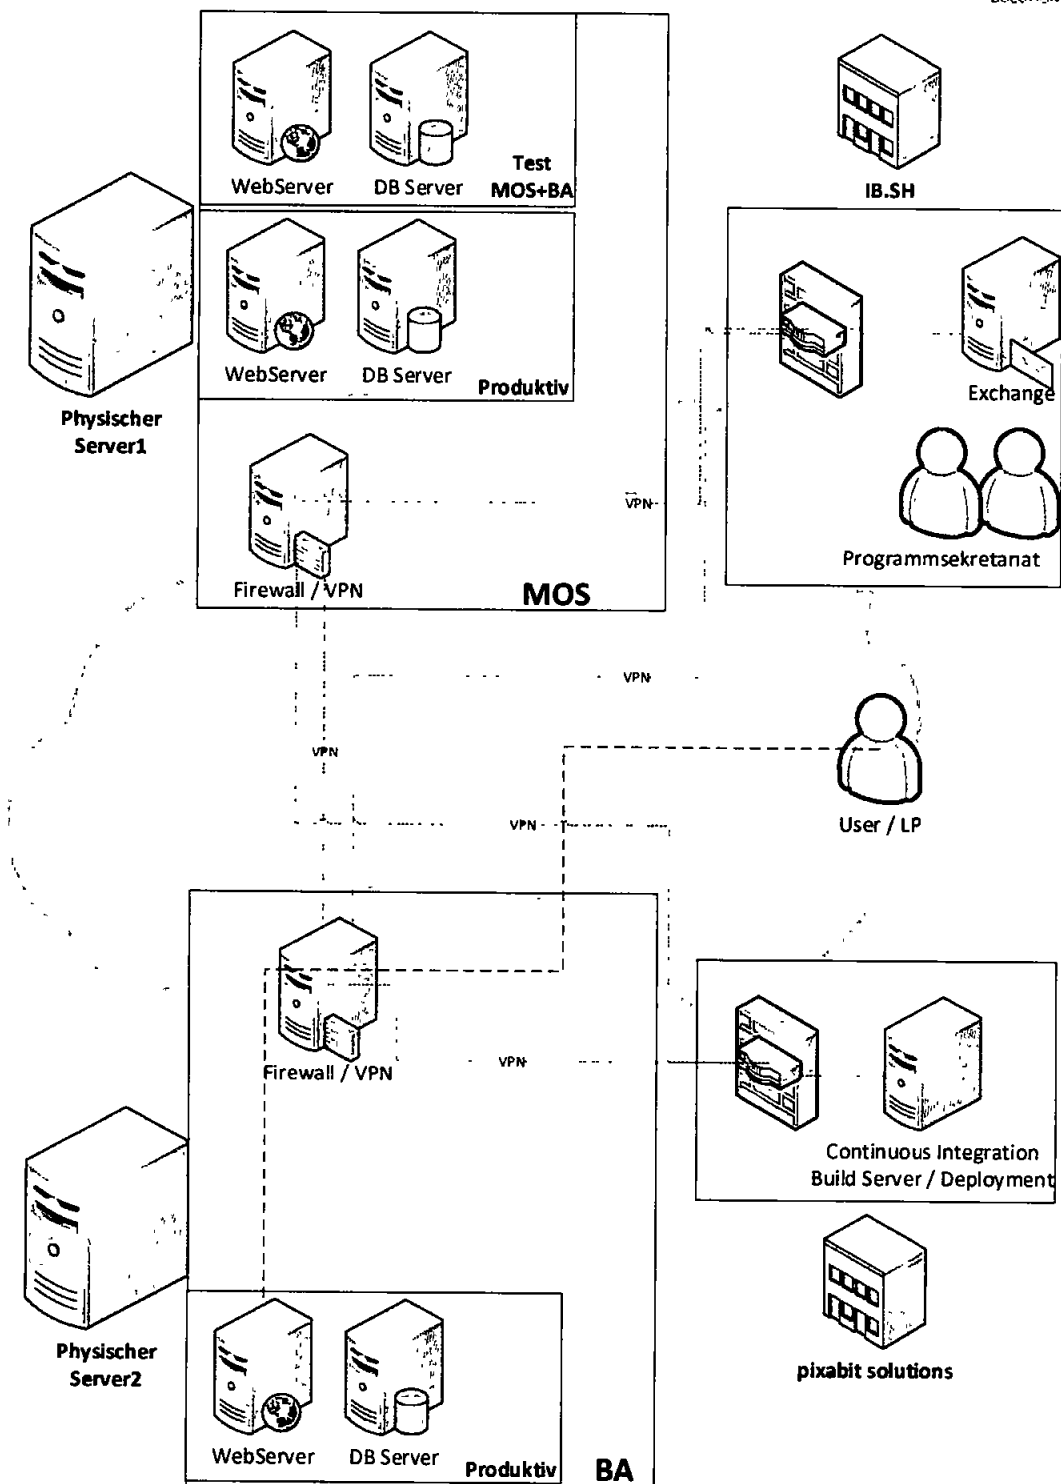 WebServer
DB Server
Test
MOS+BA
IB.SH
WebServer
DB Server
Produktiv
Physischer
Server1
Exchange
VPN
Programmsekretanat
Firewall / VPN
MOS
VPN
VPN
VPN
User / LP
Firewall / VPN
VPN
Continuous Integration
Build Server / Deployment
Physischer
Server2
pixabit solutions
WebServer
DB Server
Produktiv
BA